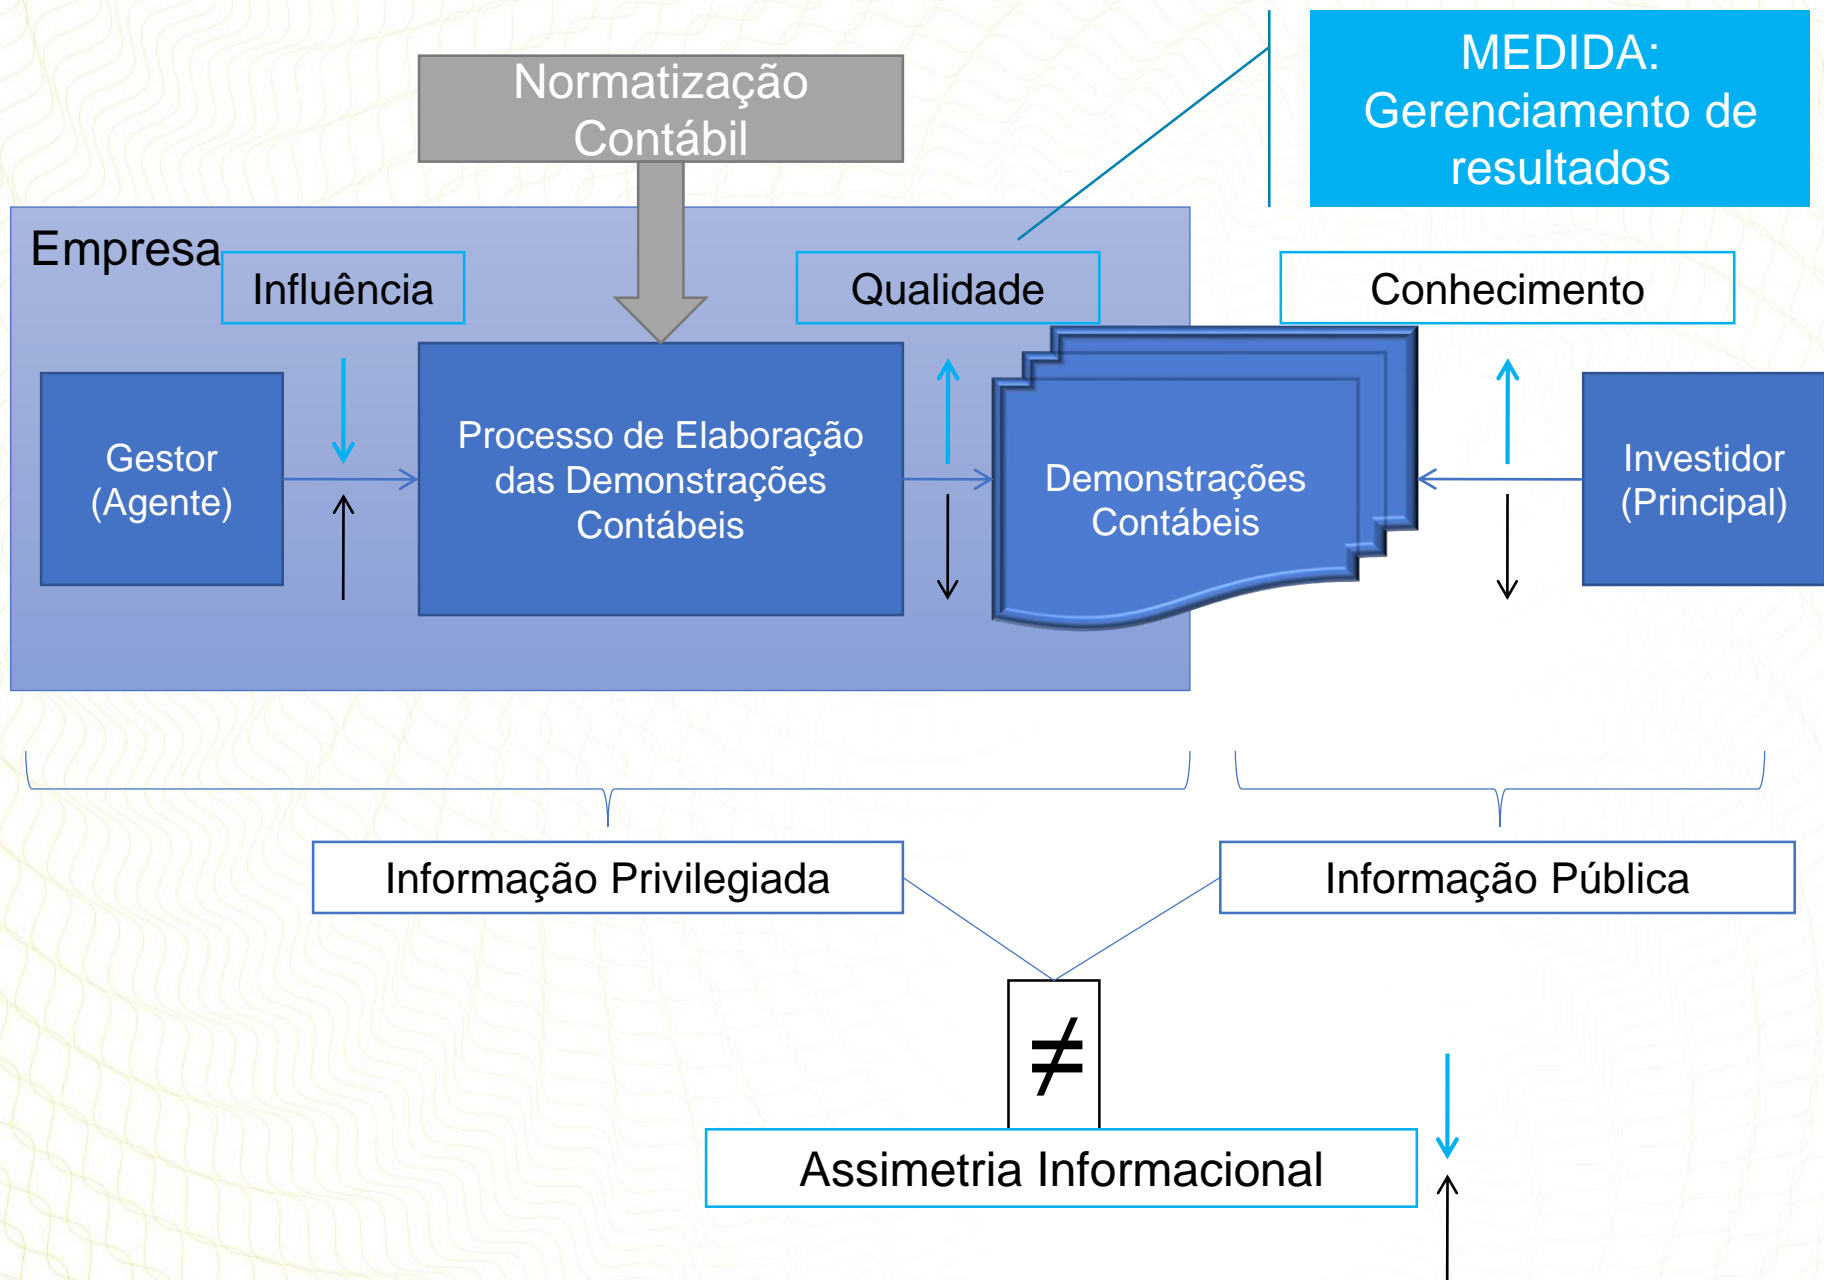 MEDIDA:
Gerenciamento de
resultados
Normatização
Contábil
Empresa
Influência
Qualidade
Conhecimento
Gestor
(Agente)
Processo de Elaboração
das Demonstrações
Contábeis
Demonstrações
Contábeis
Investidor
(Principal)
Informação Privilegiada
Informação Pública
≠
Assimetria Informacional